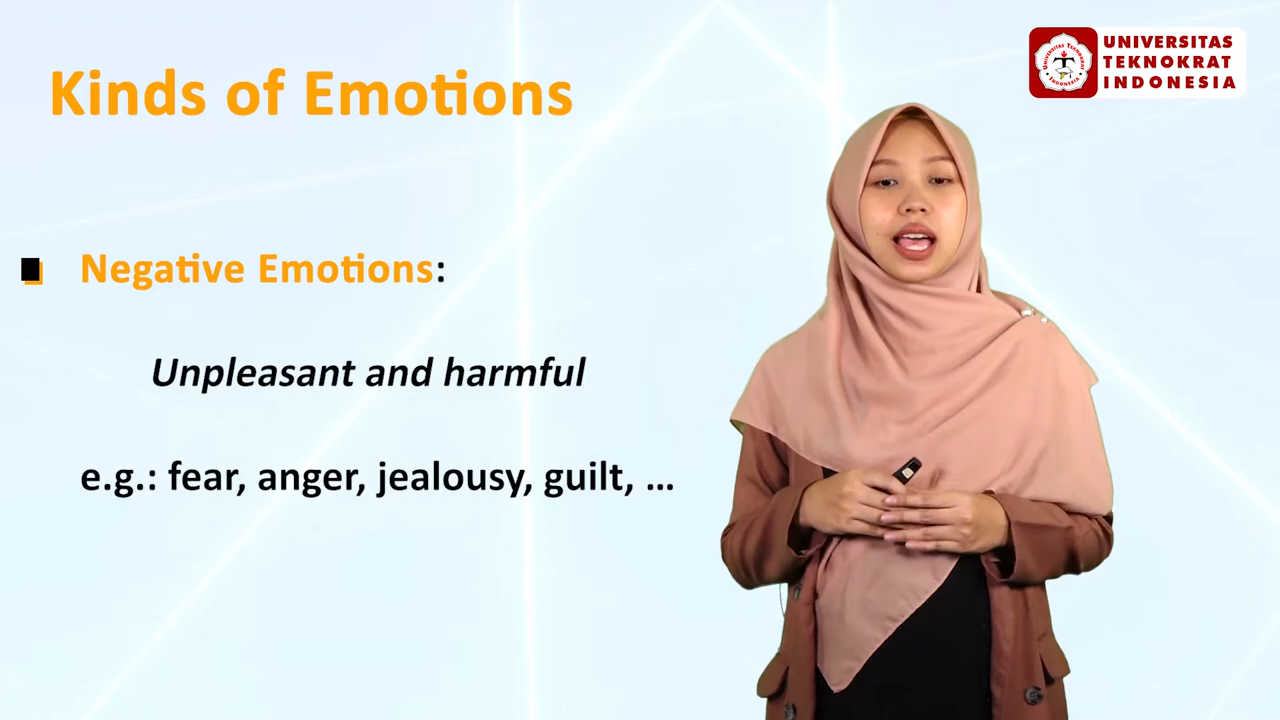 Kinds of Emotions
UNIVERSITAS
TEKNOKRAT
INDONESIA
Negative Emotions:
Unpleasant and harmful
e.g.: fear, anger, jealousy, guilt, ...